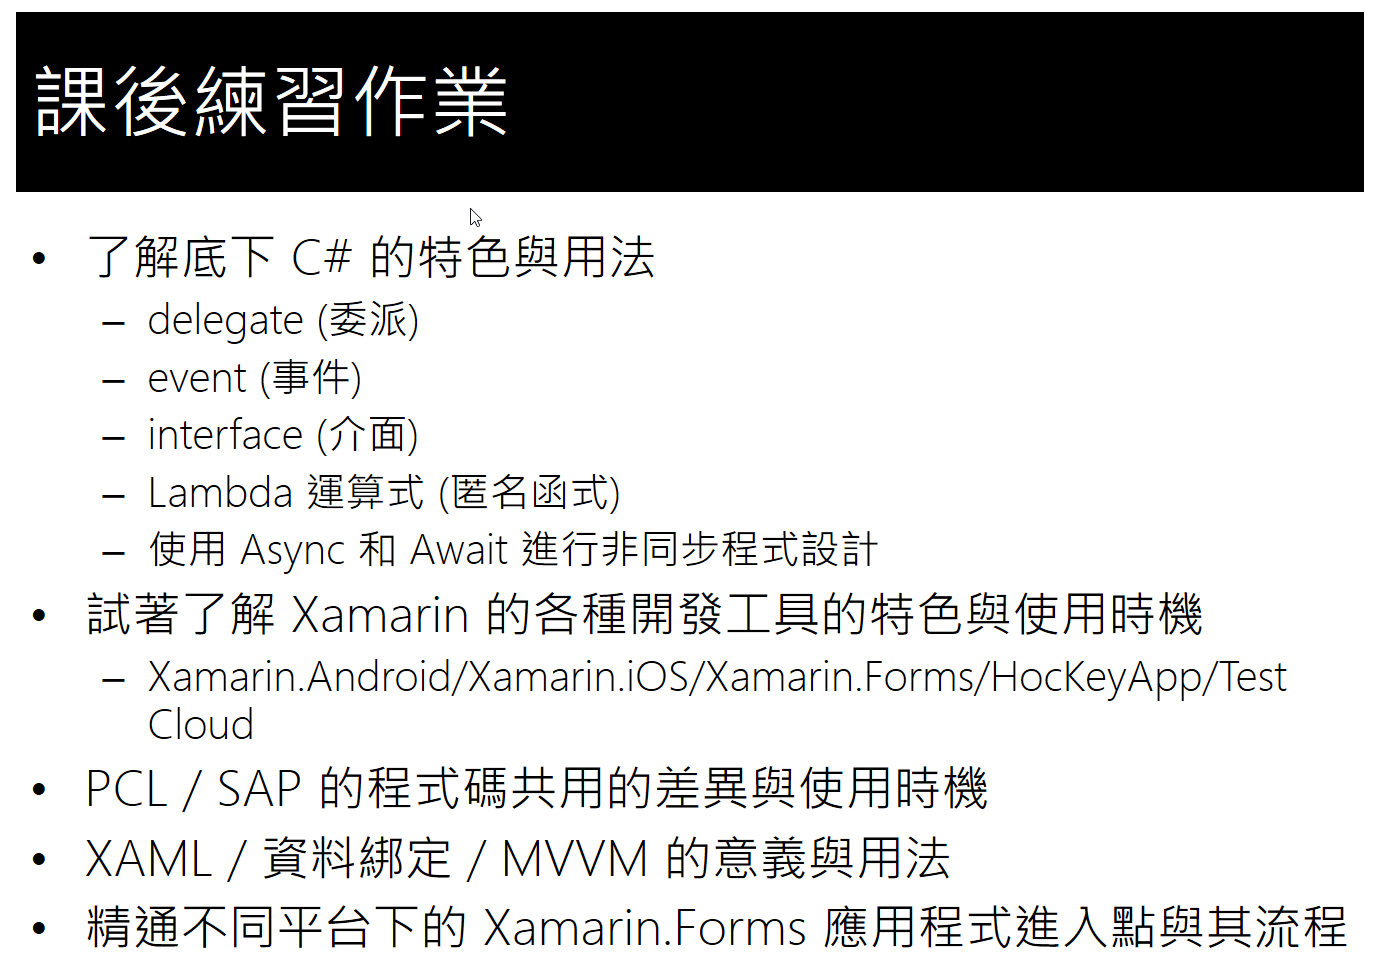 課後練習作業
• 了解底下 C# 的特色與用法
– delegate (委派)
– event (事件)
– interface (介面)
– Lambda 運算式 (匿名函式)
– 使用 Async 和 Await 進行非同步程式設計
• 試著了解 Xamarin 的各種開發工具的特色與使用時機
– Xamarin.Android/Xamarin.iOS/Xamarin.Forms/HocKeyApp/Test
Cloud
• PCL / SAP 的程式碼共用的差異與使用時機
• XAML / 資料綁定 / MVVM 的意義與用法
• 精通不同平台下的 Xamarin.Forms 應用程式進入點與其流程